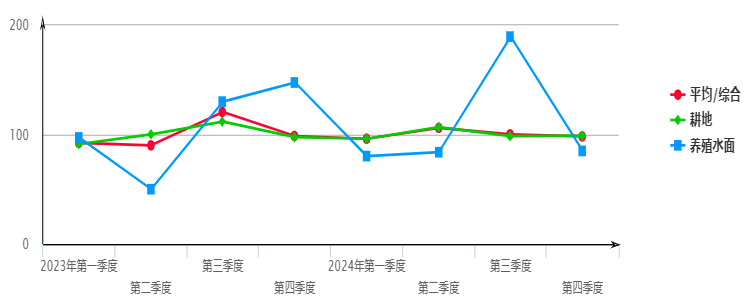 200
100
0
平均/综合
耕地
养殖水面
2023年第一季度
第二季度
第三季度
第四季度
2024年第一季度
第二季度
第三季度
第四季度